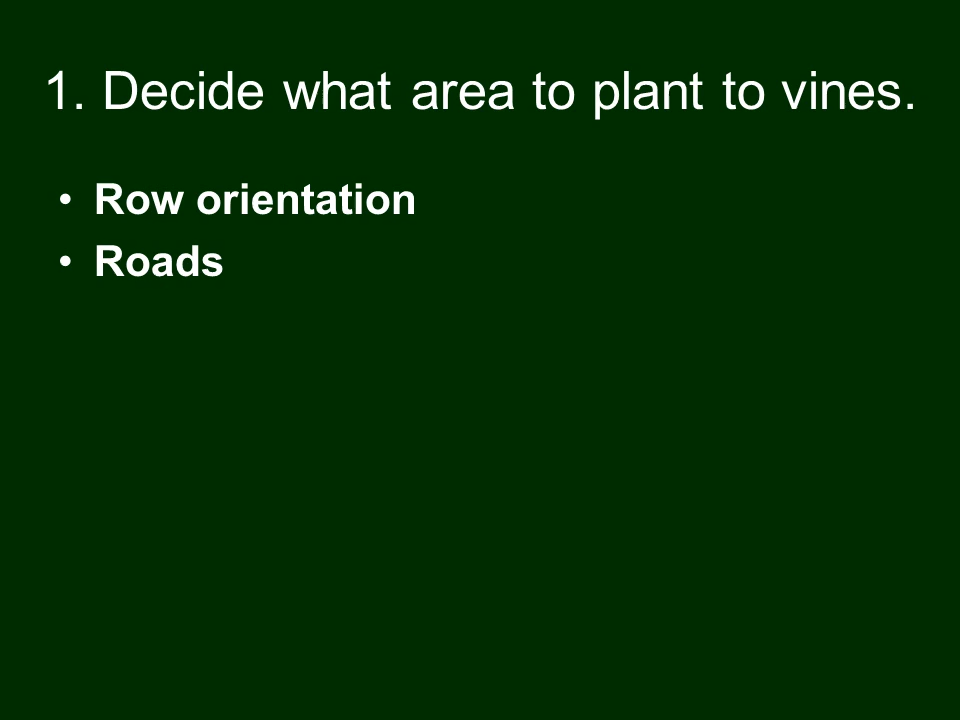 1. Decide what area to plant to vines.
• Row orientation
• Roads